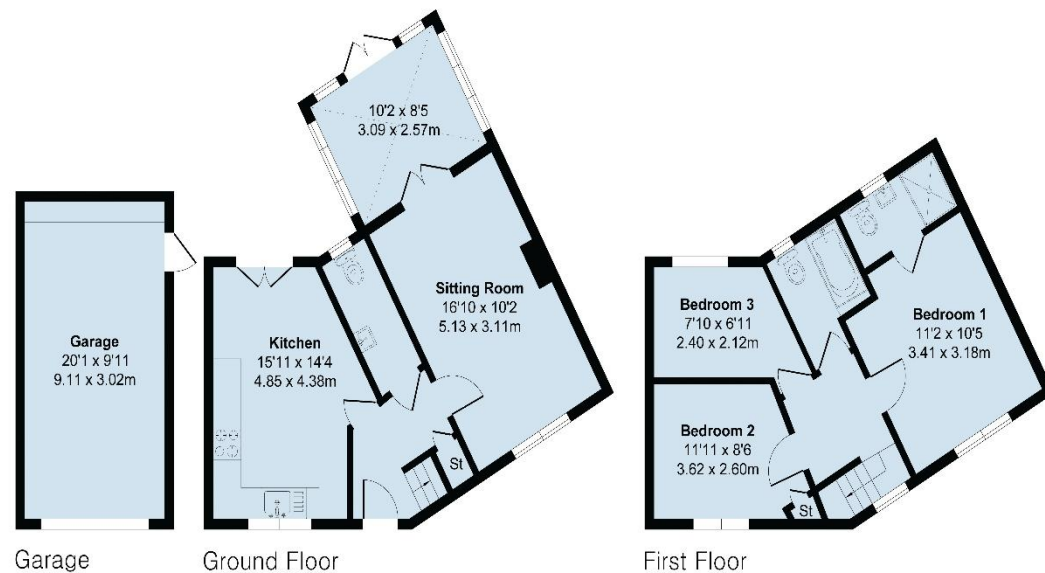 10'2 x 8'5
3.09 x 2.57m
Garage
20'1 x 9'11
9.11 x 3.02m
Kitchen
15'11 x 14'4
4.85 x 4.38m
Sitting Room
16'10 x 10'2
5.13 x 3.11m
St
Bedroom 3
7'10 x 6'11
2.40 x 2.12m
Bedroom 1
11'2 x 10'5
3.41 x 3.18m
Bedroom 2
11'11 x 8'6
3.62 x 2.60m
St
Garage
Ground Floor
First Floor